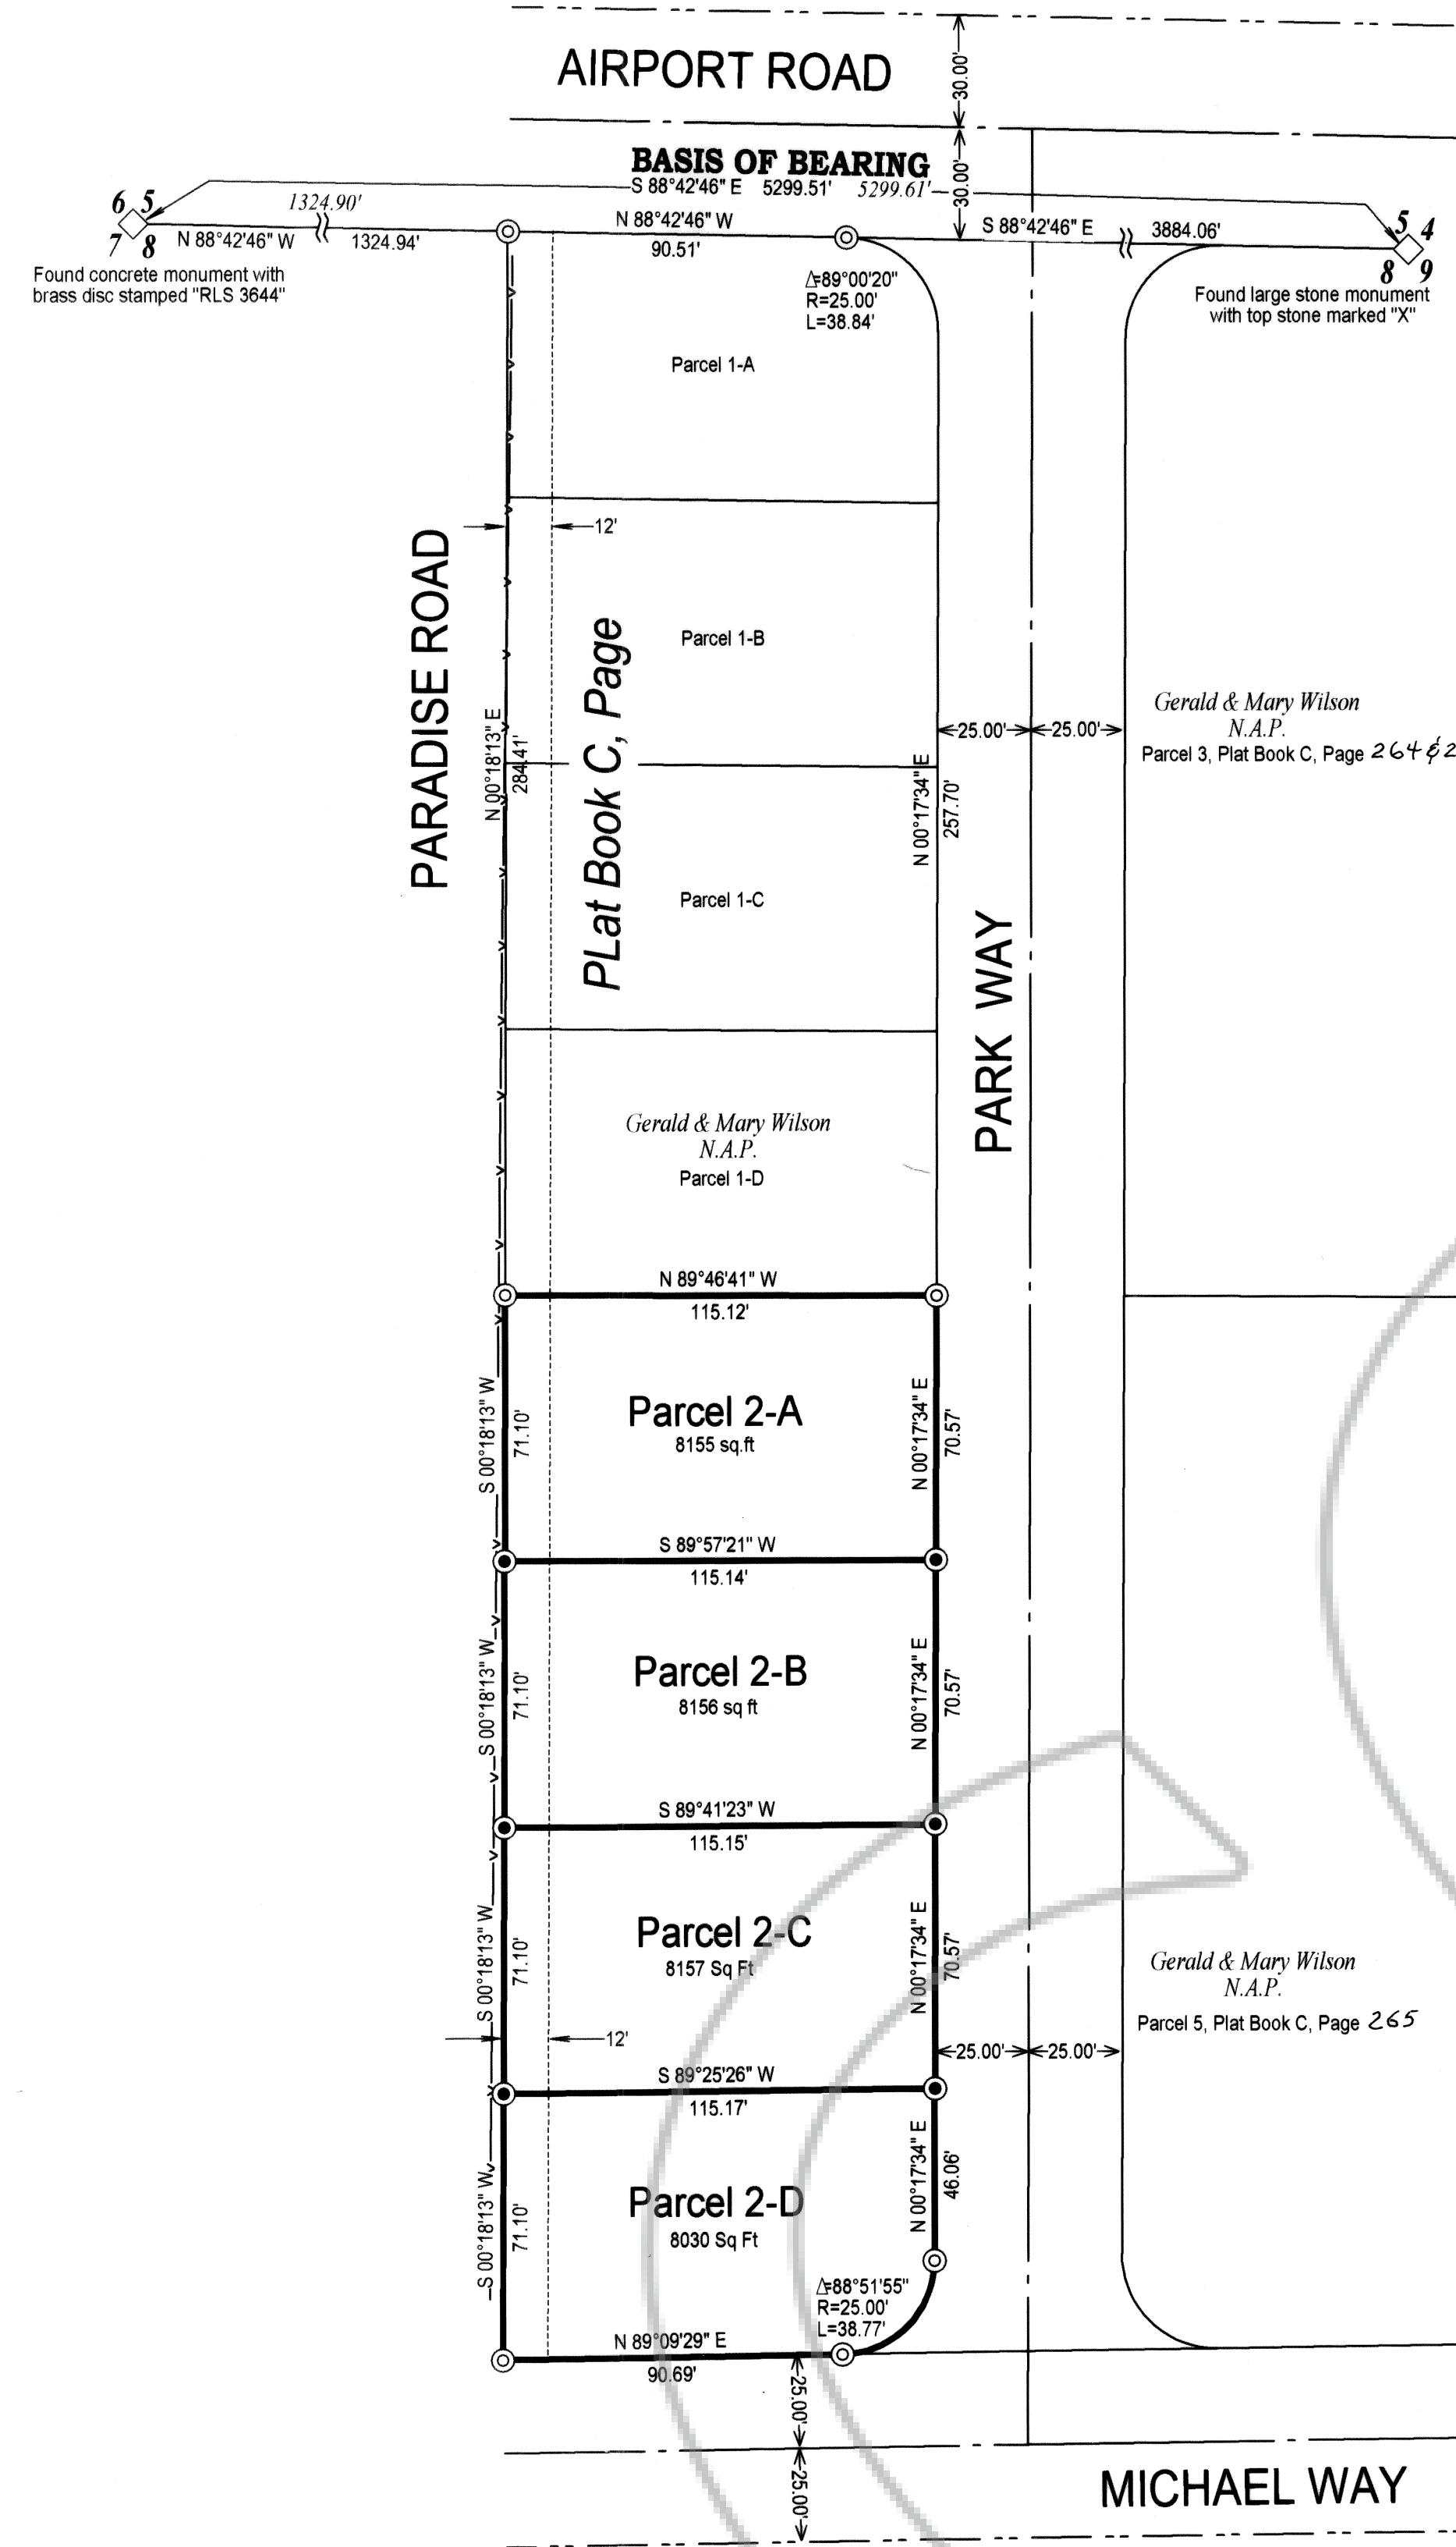 AIRPORT ROAD
30.00'
BASIS OF BEARING
S 88°42'46" E 5299.51' 5299.61'
30.00'
6 5
7 8
1324.90'
N 88°42'46" W 1324.94'
N 88°42'46" W
90.51'
S 88°42'46" E 3884.06'
5 4
8 9
Found concrete monument with
brass disc stamped "RLS 3644"
Δ=89°00'20"
R=25.00'
L=38.84'
Found large stone monument
with top stone marked "X"
Parcel 1-A
12'
PARADISE ROAD
PLat Book C, Page
Parcel 1-B
N 00°18'13" E
284.41'
25.00' 25.00'
Gerald & Mary Wilson
N.A.P.
Parcel 3, Plat Book C, Page 264 & 2
N 00°17'34" E
257.70'
Parcel 1-C
PARK WAY
Gerald & Mary Wilson
N.A.P.
Parcel 1-D
N 89°46'41" W
115.12'
S 00°18'13" W
71.10'
Parcel 2-A
8155 sq.ft
N 00°17'34" E
70.57'
S 89°57'21" W
115.14'
S 00°18'13" W
71.10'
Parcel 2-B
8156 sq ft
N 00°17'34" E
70.57'
S 89°41'23" W
115.15'
S 00°18'13" W
71.10'
Parcel 2-C
8157 Sq Ft
N 00°17'34" E
70.57'
Gerald & Mary Wilson
N.A.P.
Parcel 5, Plat Book C, Page 265
12'
25.00' 25.00'
S 89°25'26" W
115.17'
S 00°18'13" W
71.10'
Parcel 2-D
8030 Sq Ft
N 00°17'34" E
46.06'
Δ=88°51'55"
R=25.00'
L=38.77'
N 89°09'29" E
90.69'
25.00'
25.00'
MICHAEL WAY